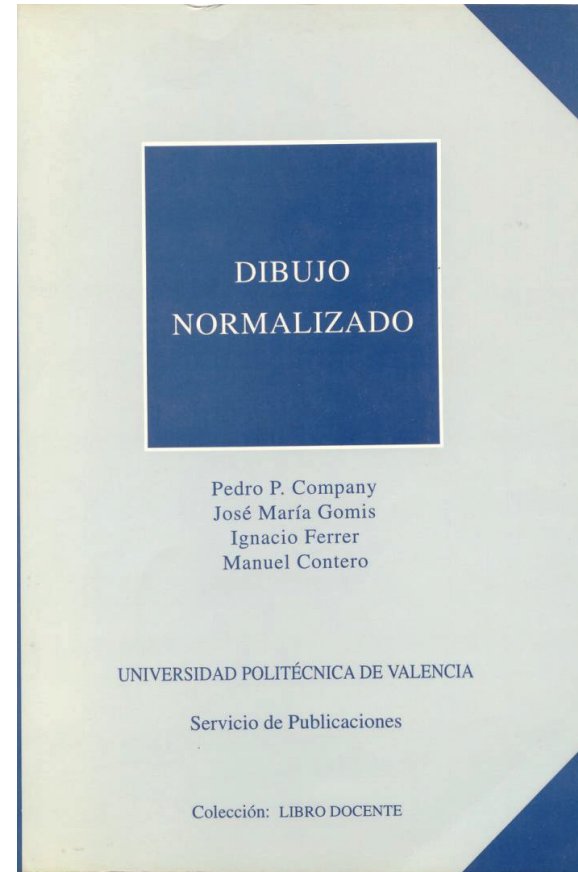 DIBUJO
NORMALIZADO
Pedro P. Company
José María Gomis
Ignacio Ferrer
Manuel Contero
UNIVERSIDAD POLITÉCNICA DE VALENCIA
Servicio de Publicaciones
Colección: LIBRO DOCENTE